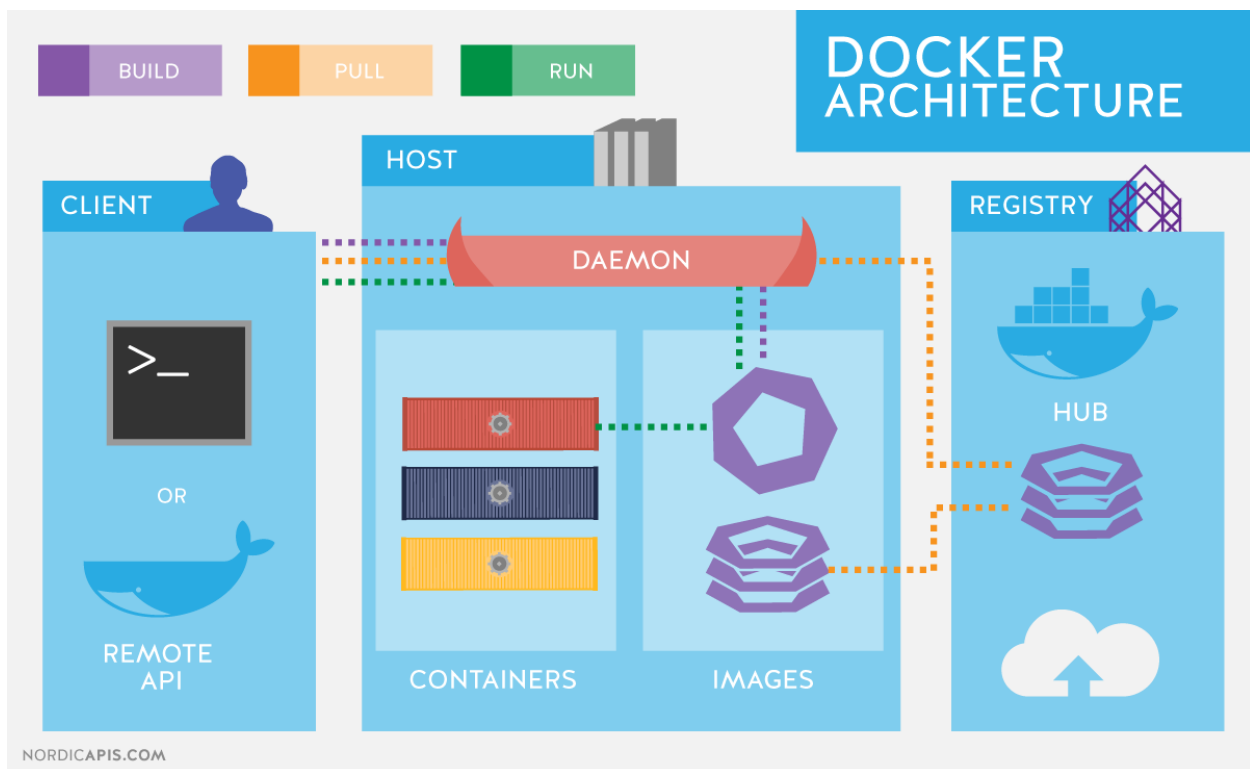 BUILD
PULL
RUN
DOCKER
ARCHITECTURE
HOST
CLIENT
REGISTRY
DAEMON
>_
HUB
OR
REMOTE
API
CONTAINERS
IMAGES
NORDICAPIS.COM